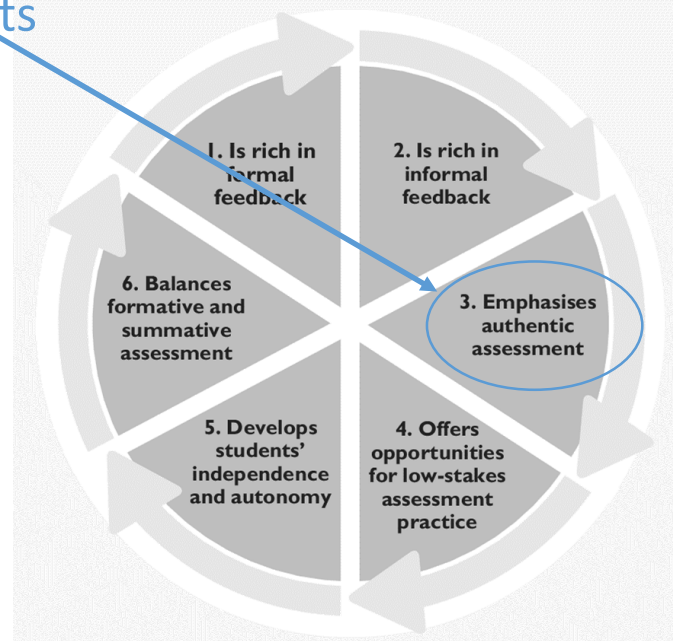 ts
1. Is rich in
formal
feedback
2. Is rich in
informal
feedback
3. Emphasises
authentic
assessment
4. Offers
opportunities
for low-stakes
assessment
practice
5. Develops
students’
independence
and autonomy
6. Balances
formative and
summative
assessment